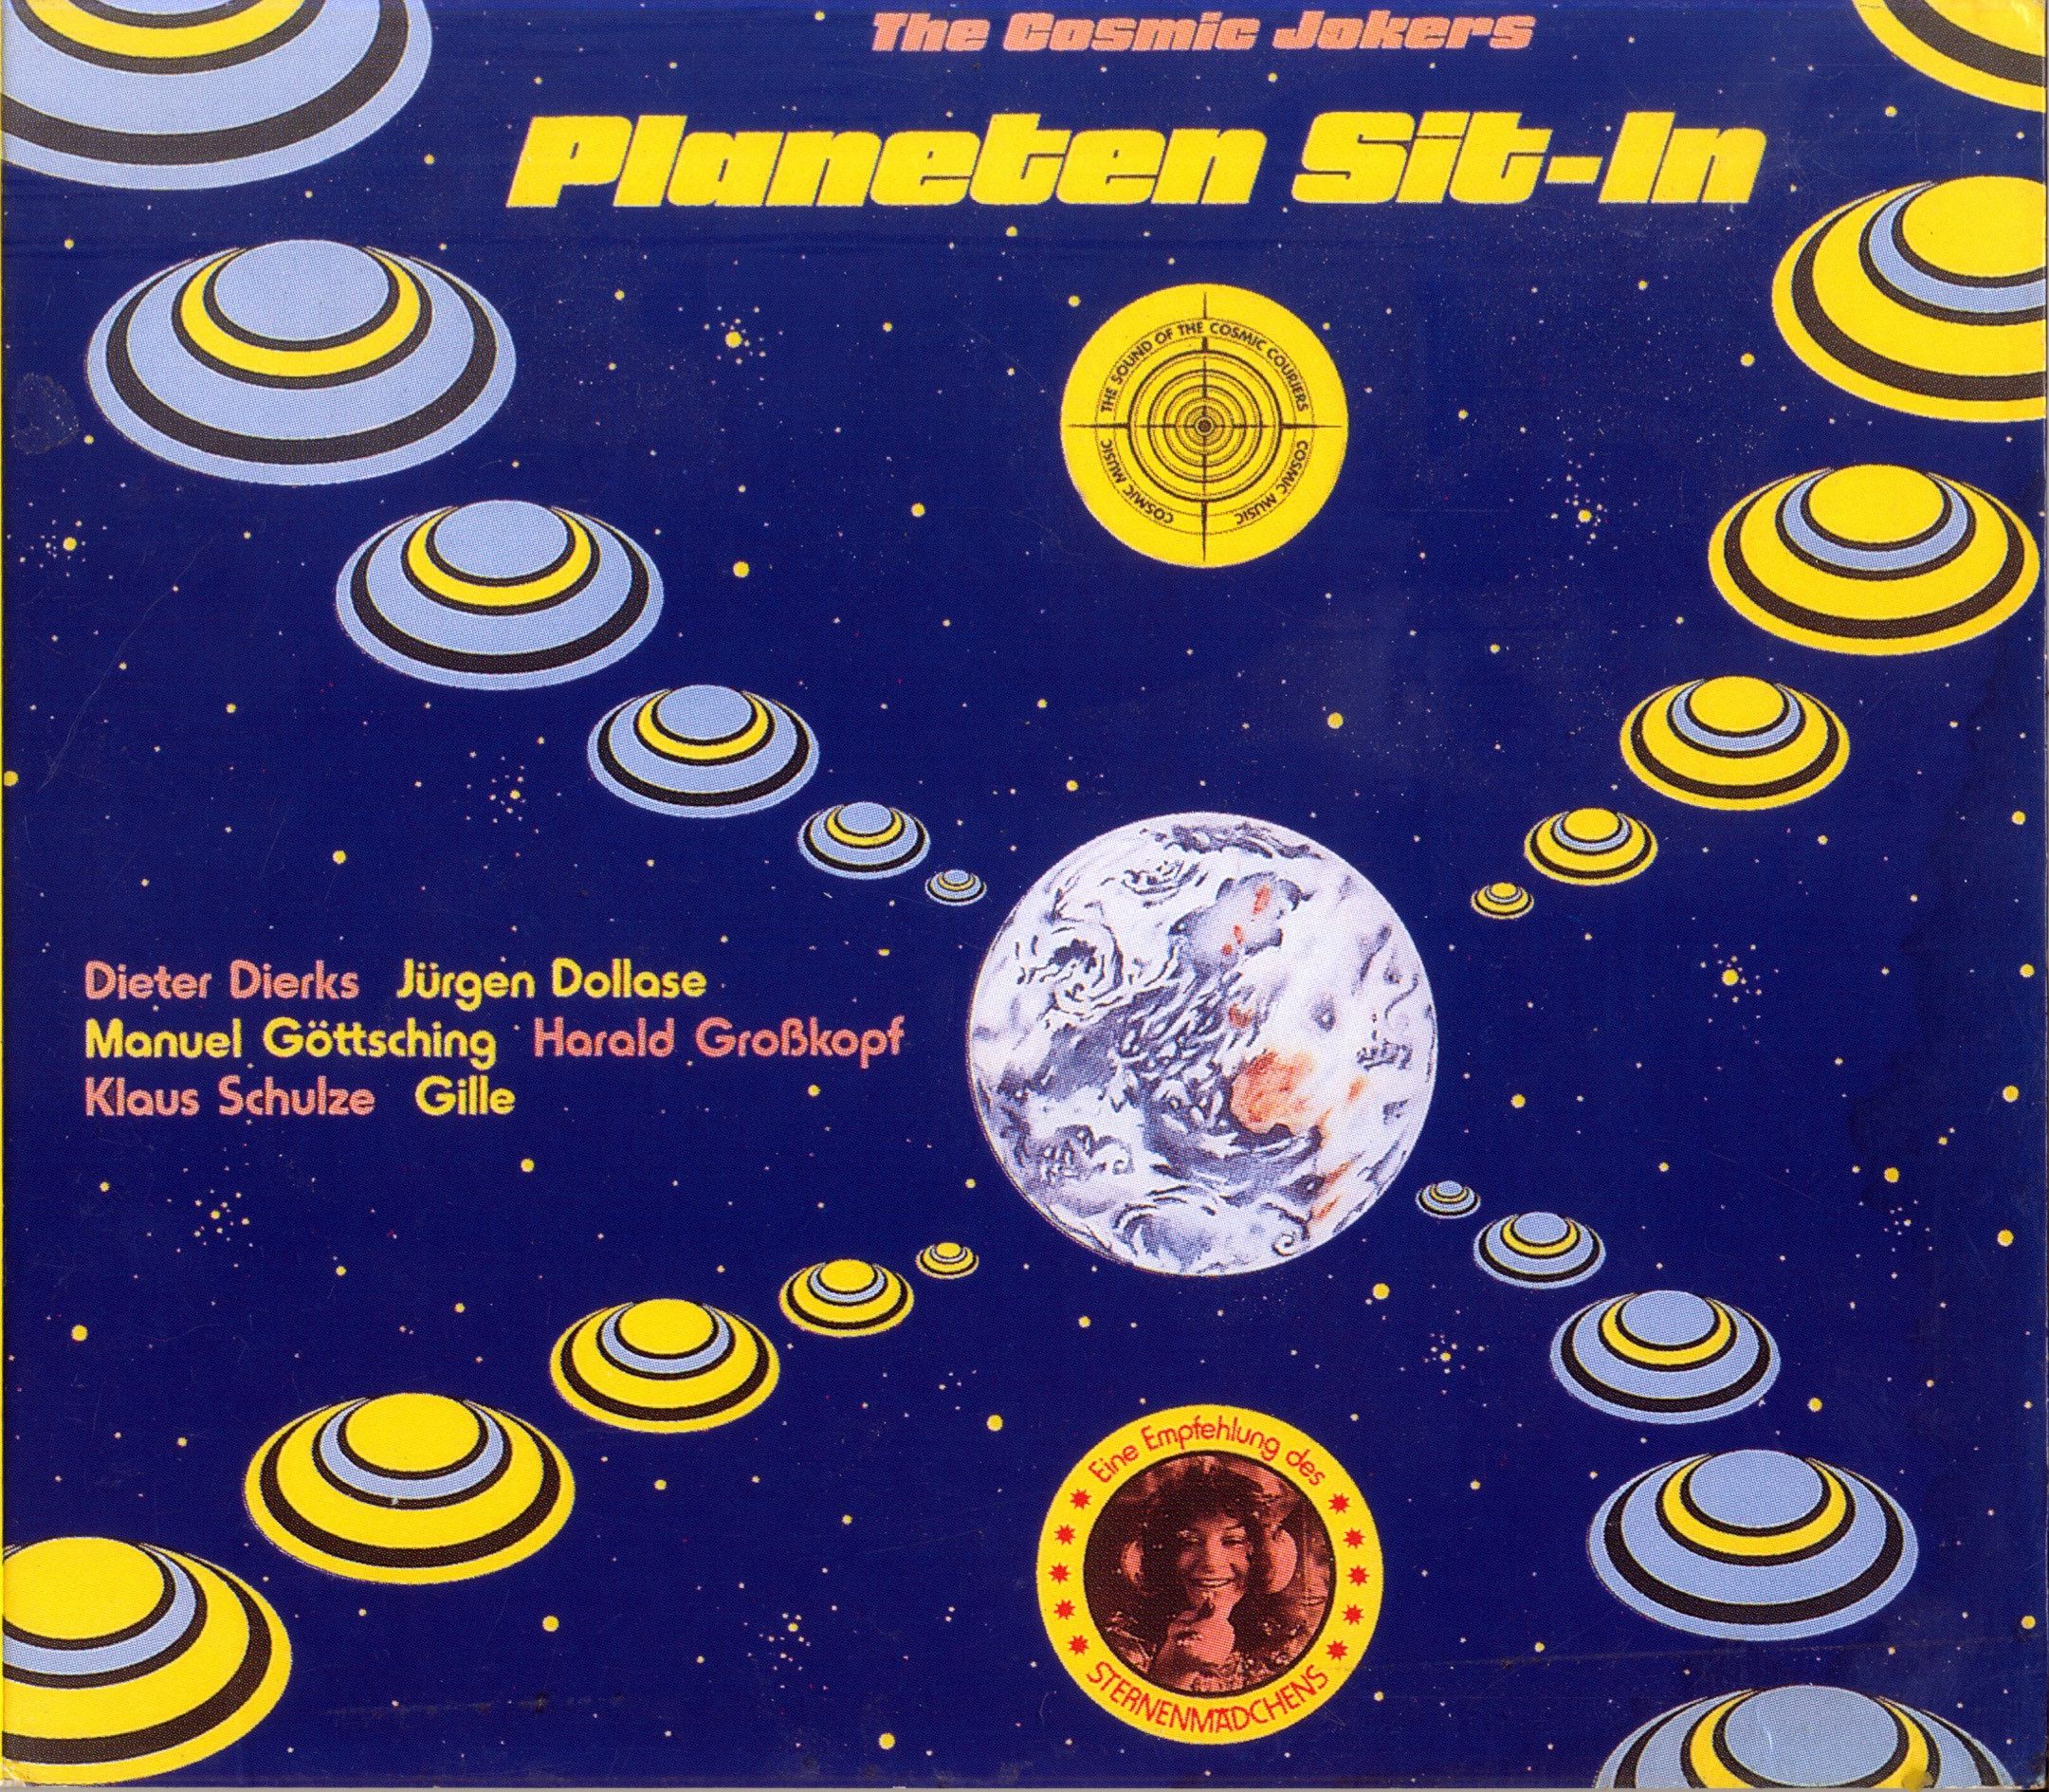 The Cosmic Jokers
Planeten Sit-In
THE SOUND OF THE COSMIC COURIERS
COSMIC MUSIC
COSMIC MUSIC
Dieter Dierks Jürgen Dollase
Manuel Göttsching Harald Großkopf
Klaus Schulze Gille
Eine Empfehlung des
STERNENMÄDCHENS